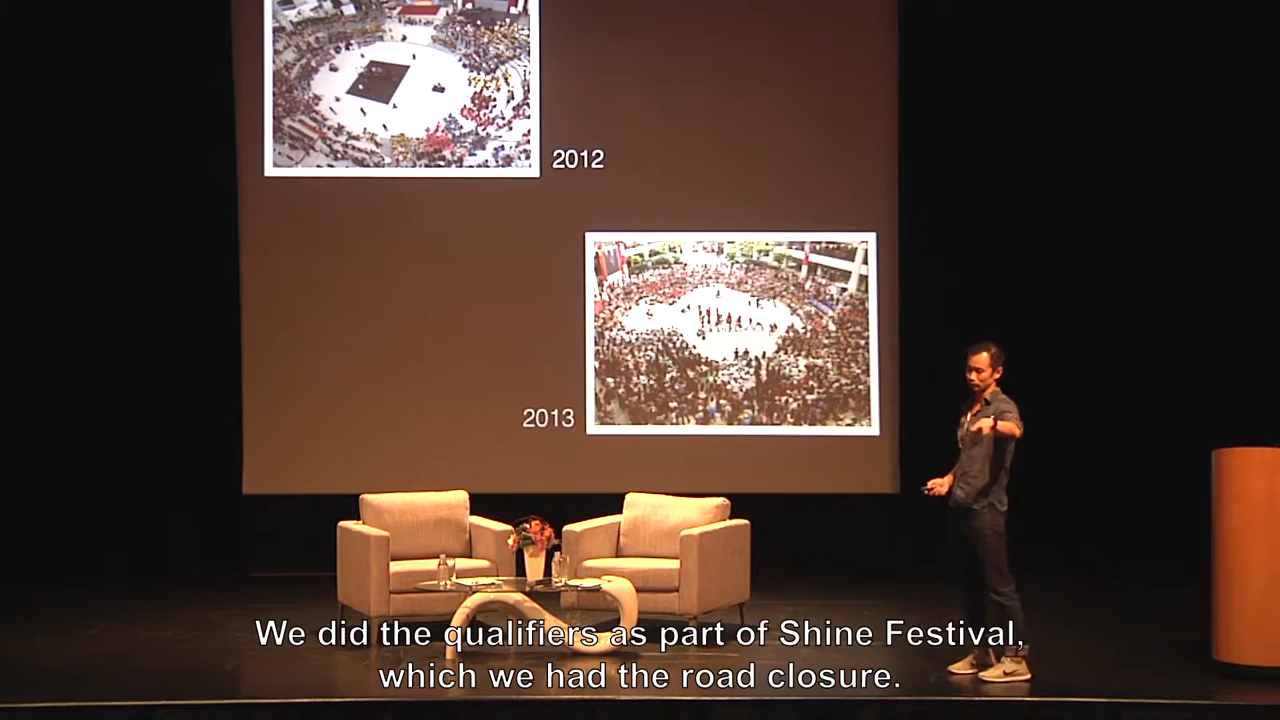 2012
2013
We did the qualifiers as part of Shine Festival,
which we had the road closure.